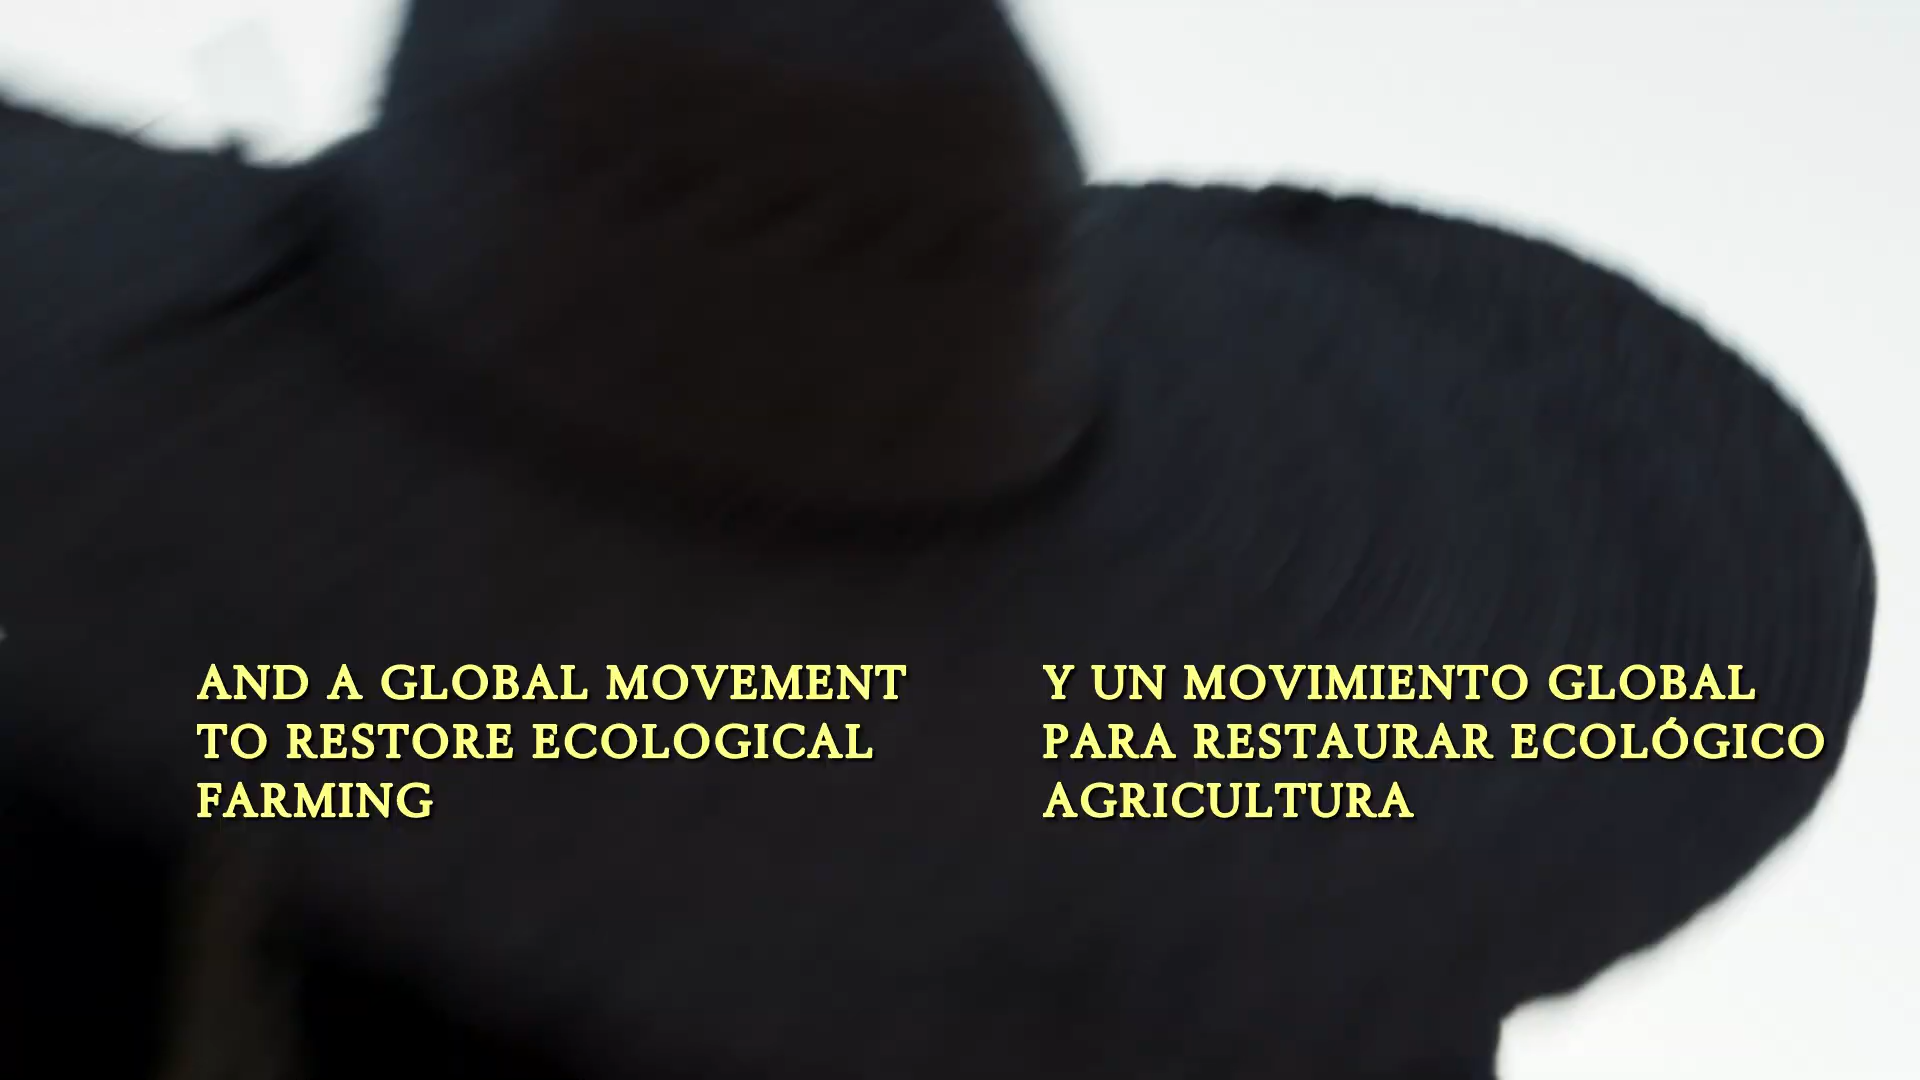 AND A GLOBAL MOVEMENT
TO RESTORE ECOLOGICAL
FARMING
Y UN MOVIMIENTO GLOBAL
PARA RESTAURAR ECOLÓGICO
AGRICULTURA